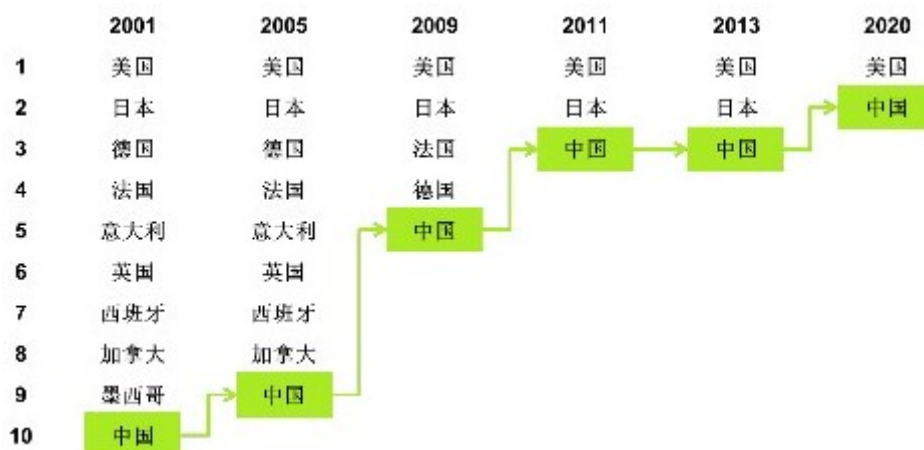 2001 2005 2009 2011 2013 2020
1 美国 美国 美国 美国 美国 美国
2 日本 日本 日本 日本 日本 中国
3 德国 德国 法国 中国 中国
4 法国 法国 德国
5 意大利 意大利 中国
6 英国 英国
7 西班牙 西班牙
8 加拿大 加拿大
9 墨西哥 中国
10 中国